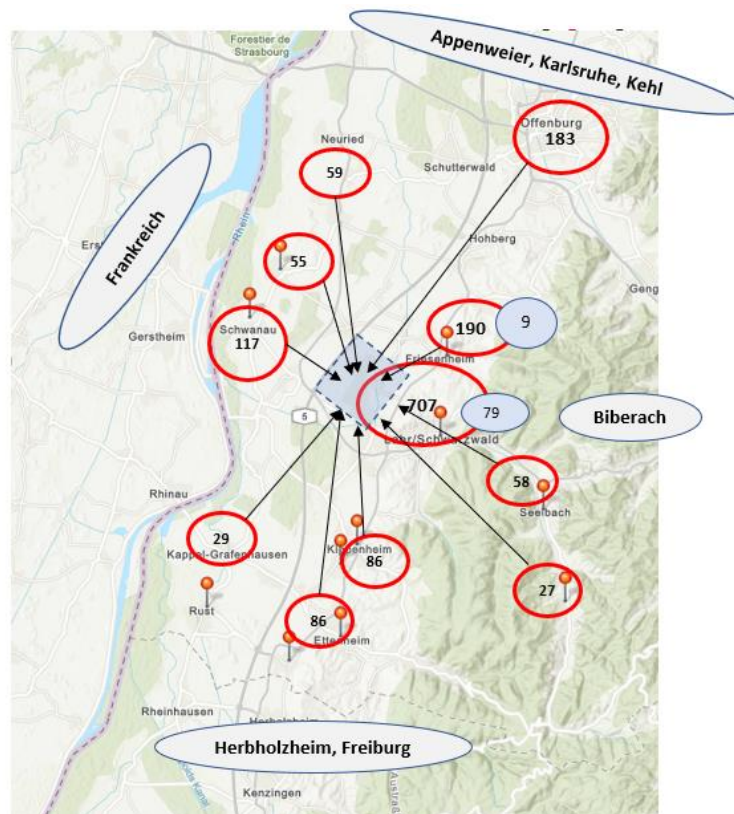 Forestier de
Strasbourg
Appenweier, Karlsruhe, Kehl
Offenburg
183
Neuried
59
Schutterwald
Frankreich
Rhein
Hohberg
55
Schwanau
117
Gerstheim
190
9
Friesenheim
707
79
Lahr/Schwarzwald
5
Biberach
58
Seelbach
Rhinau
29
Kappel-Grafenhausen
Kippenheim
86
27
Rust
86
Ettenheim
Rheinhausen
Herbholzheim, Freiburg
Kanal
Kenzingen